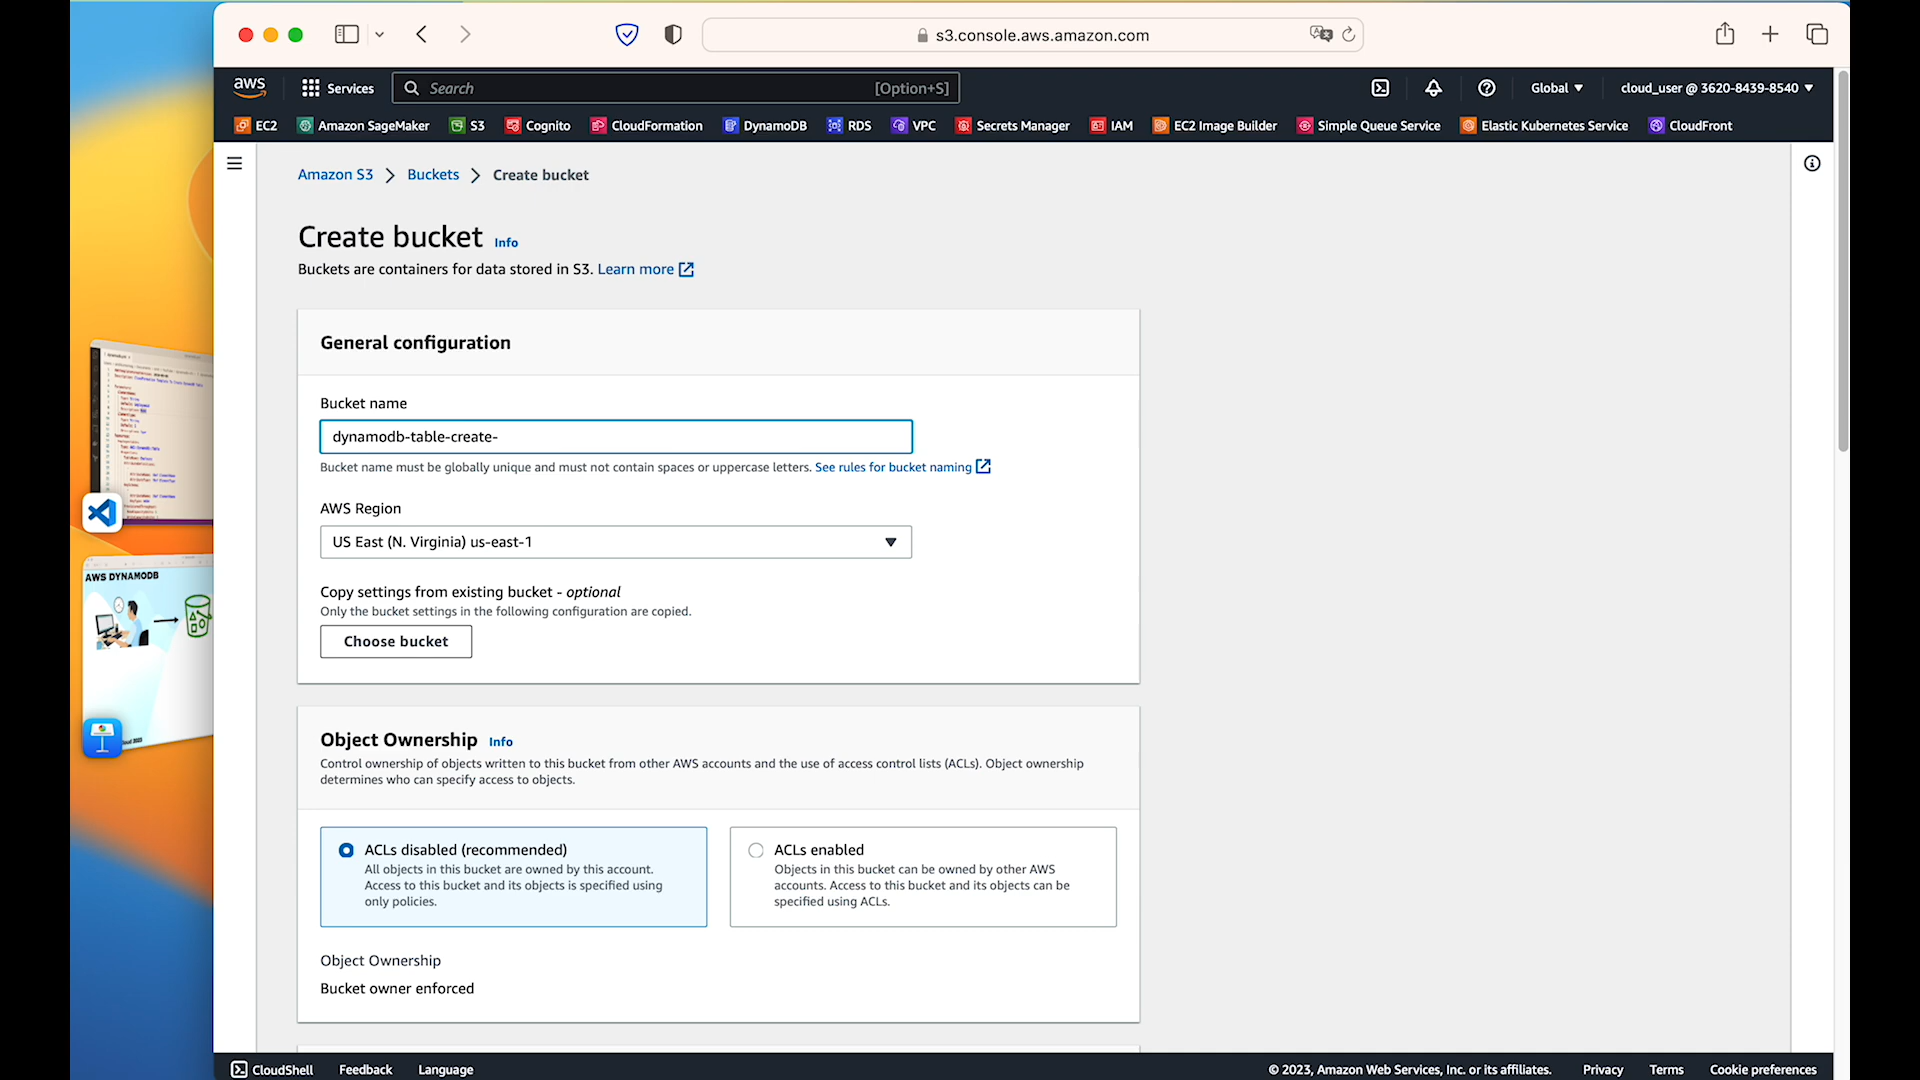 s3.console.aws.amazon.com
aws
Services
Search
[Option+S]
Global
cloud_user @ 3620-8439-8540
EC2
Amazon SageMaker
S3
Cognito
CloudFormation
DynamoDB
RDS
VPC
Secrets Manager
IAM
EC2 Image Builder
Simple Queue Service
Elastic Kubernetes Service
CloudFront
Amazon S3 > Buckets > Create bucket
Create bucket Info
Buckets are containers for data stored in S3. Learn more
General configuration
Bucket name
dynamodb-table-create-
Bucket name must be globally unique and must not contain spaces or uppercase letters. See rules for bucket naming
AWS Region
US East (N. Virginia) us-east-1
Copy settings from existing bucket - optional
Only the bucket settings in the following configuration are copied.
Choose bucket
AWS DYNAMODB
Object Ownership Info
Control ownership of objects written to this bucket from other AWS accounts and the use of access control lists (ACLs). Object ownership
determines who can specify access to objects.
ACLs disabled (recommended)
All objects in this bucket are owned by this account.
Access to this bucket and its objects is specified using
only policies.
ACLs enabled
Objects in this bucket can be owned by other AWS
accounts. Access to this bucket and its objects can be
specified using ACLs.
Object Ownership
Bucket owner enforced
CloudShell
Feedback
Language
© 2023, Amazon Web Services, Inc. or its affiliates.
Privacy
Terms
Cookie preferences